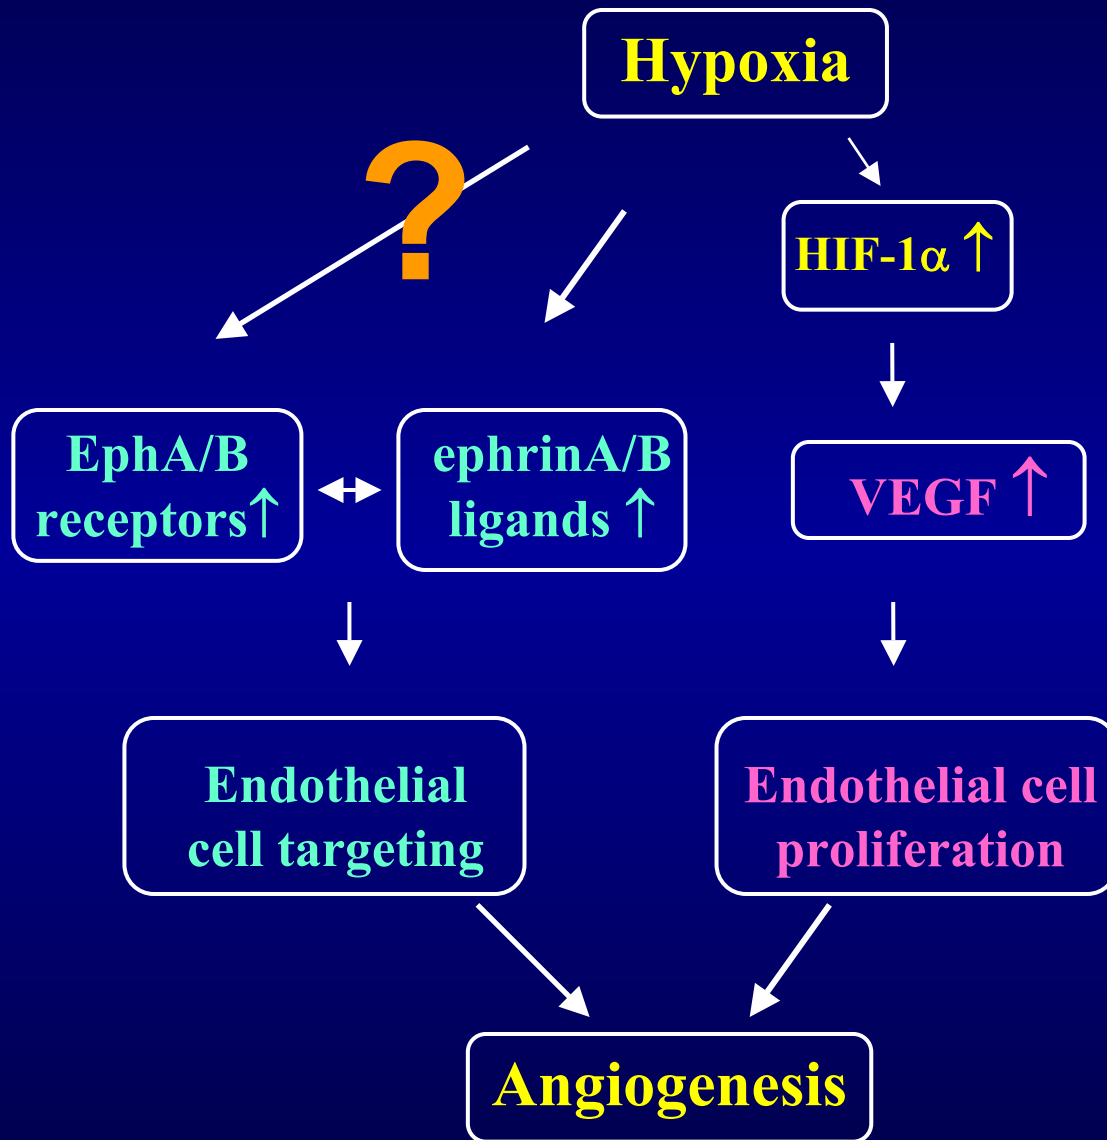 Hypoxia
?
HIF-1α ↑
EphA/B
receptors↑
ephrinA/B
ligands ↑
VEGF ↑
Endothelial
cell targeting
Endothelial cell
proliferation
Angiogenesis